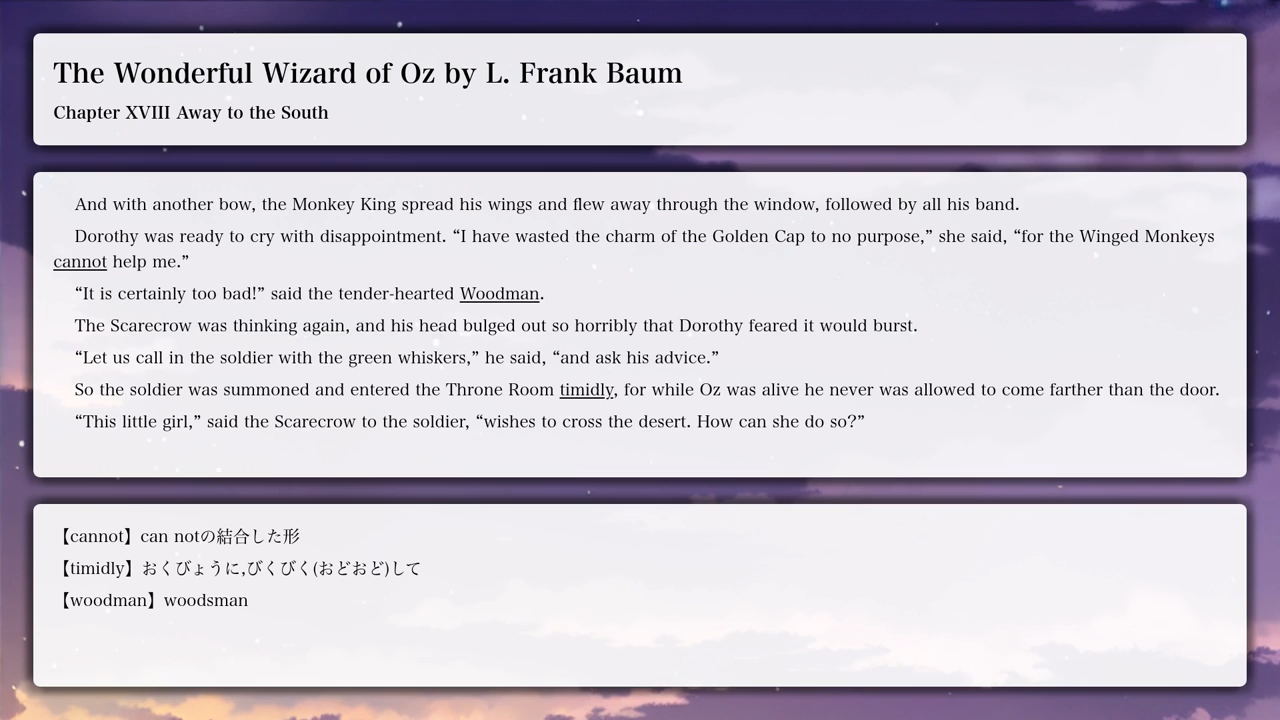 The Wonderful Wizard of Oz by L. Frank Baum
Chapter XVIII Away to the South
And with another bow, the Monkey King spread his wings and flew away through the window, followed by all his band.
Dorothy was ready to cry with disappointment. “I have wasted the charm of the Golden Cap to no purpose,” she said, “for the Winged Monkeys
cannot help me.”
“It is certainly too bad!” said the tender-hearted Woodman.
The Scarecrow was thinking again, and his head bulged out so horribly that Dorothy feared it would burst.
“Let us call in the soldier with the green whiskers,” he said, “and ask his advice.”
So the soldier was summoned and entered the Throne Room timidly, for while Oz was alive he never was allowed to come farther than the door.
“This little girl,” said the Scarecrow to the soldier, “wishes to cross the desert. How can she do so?”
【cannot】can notの結合した形
【timidly】おくびょうに,びくびく(おどおど)して
【woodman】woodsman